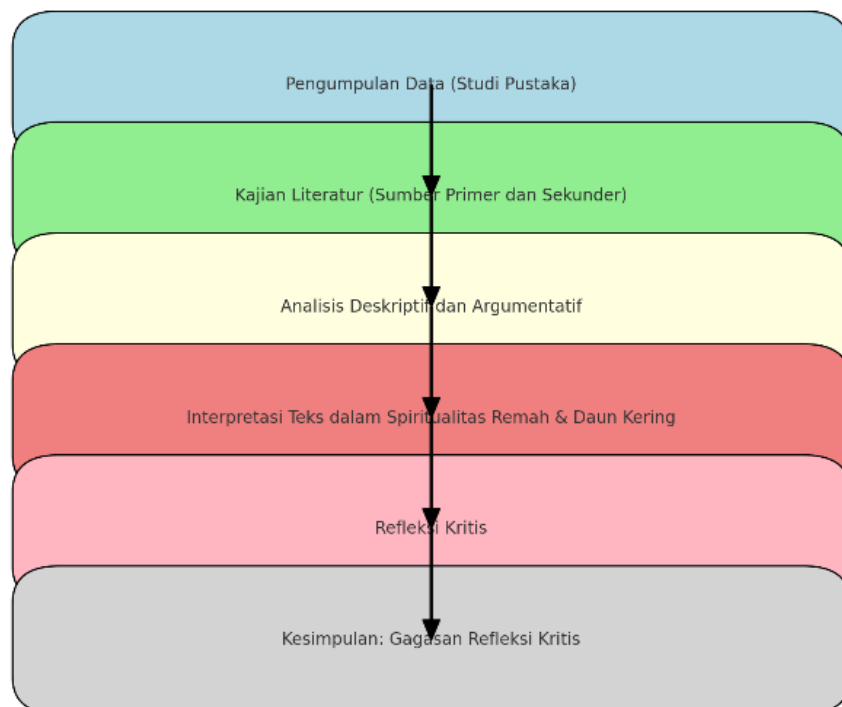 Pengumpulan Data (Studi Pustaka)
Kajian Literatur (Sumber Primer dan Sekunder)
Analisis Deskriptif dan Argumentatif
Interpretasi Teks dalam Spiritualitas Remah & Daun Kering
Refleksi Kritis
Kesimpulan: Gagasan Refleksi Kritis